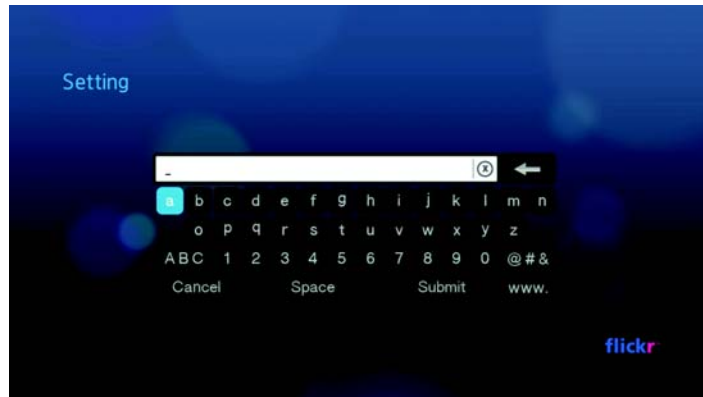 Setting
_
a b c d e f g h i j k l m n
o p q r s t u v w x y z
ABC 1 2 3 4 5 6 7 8 9 0 @#&
Cancel Space Submit www.
flickr